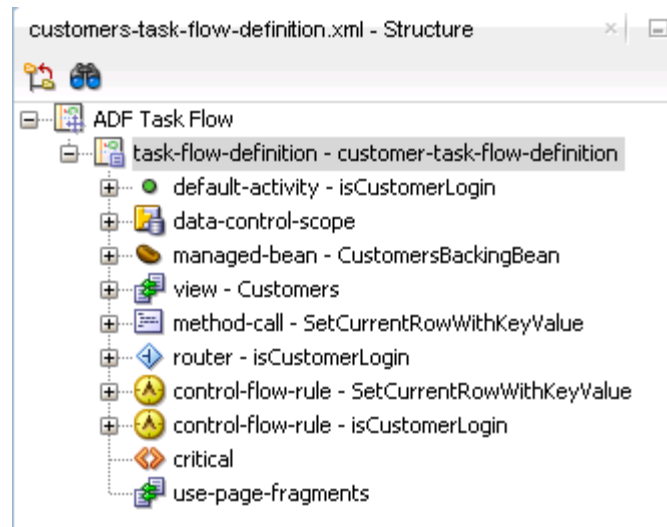 customers-task-flow-definition.xml - Structure
ADF Task Flow
task-flow-definition - customer-task-flow-definition
default-activity - isCustomerLogin
data-control-scope
managed-bean - CustomersBackingBean
view - Customers
method-call - SetCurrentRowWithKeyValue
router - isCustomerLogin
control-flow-rule - SetCurrentRowWithKeyValue
control-flow-rule - isCustomerLogin
critical
use-page-fragments